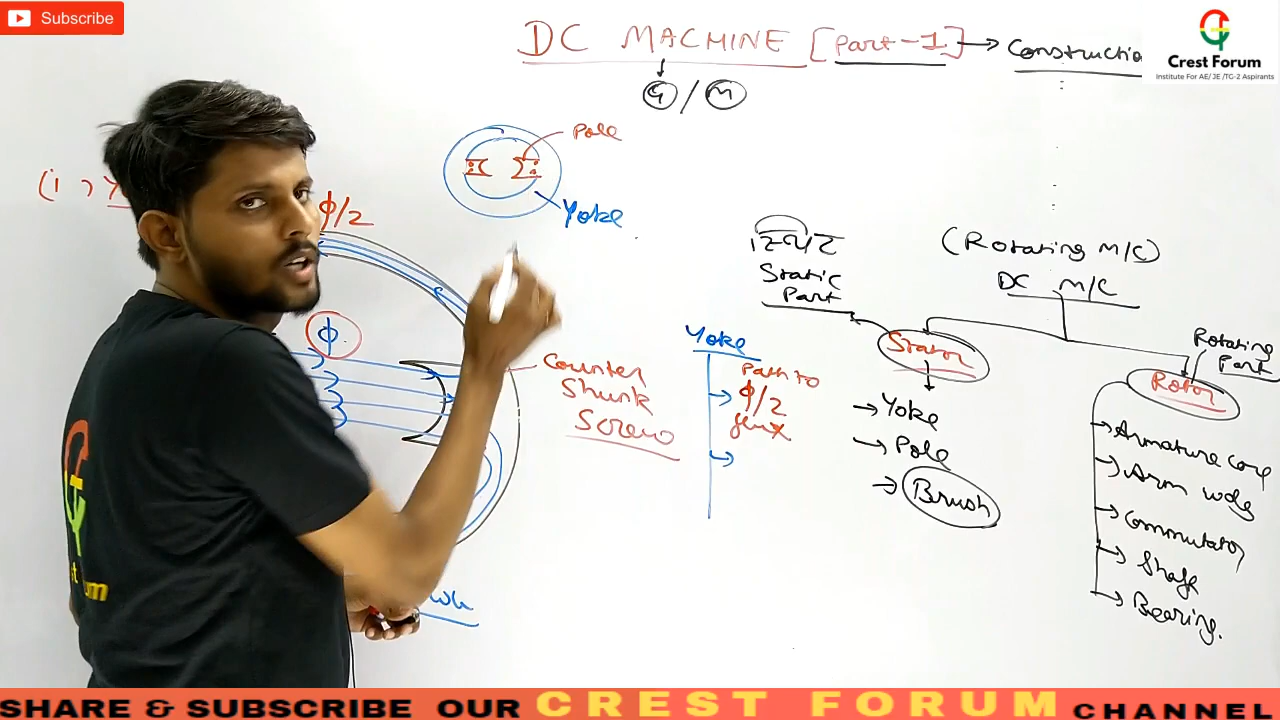 Subscribe
DC MACHINE [Part-1] → Constructio
G / M
Crest Forum
Institute For AE/ JE /TG-2 Aspirants
Pole
Yoke
(i)
Φ/2
Φ
Counter
Shunk
Screw
स्थिर
Static
Part
(Rotating M/C)
DC M/C
Stator
→ Yoke
→ Pole
→ Brush
Rotating
Part
Rotor
→ Armature core
→ Arm wdg
→ Commutator
→ Shaft
→ Bearing.
Yoke
Path to
→ Φ/2
flux
→
SHARE & SUBSCRIBE OUR CREST FORUM CHANNEL